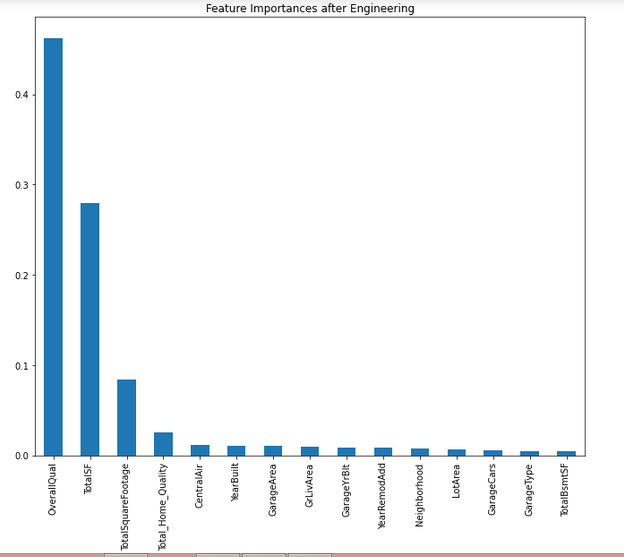 Feature Importances after Engineering
0.4
0.3
0.2
0.1
0.0
OverallQual
TotalSF
TotalSquareFootage
Total_Home_Quality
CentralAir
YearBuilt
GarageArea
GrLivArea
GarageYrBlt
YearRemodAdd
Neighborhood
LotArea
GarageCars
GarageType
TotalBsmtSF